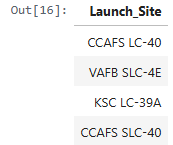 Out[16]: Launch_Site
CCAFS LC-40
VAFB SLC-4E
KSC LC-39A
CCAFS SLC-40